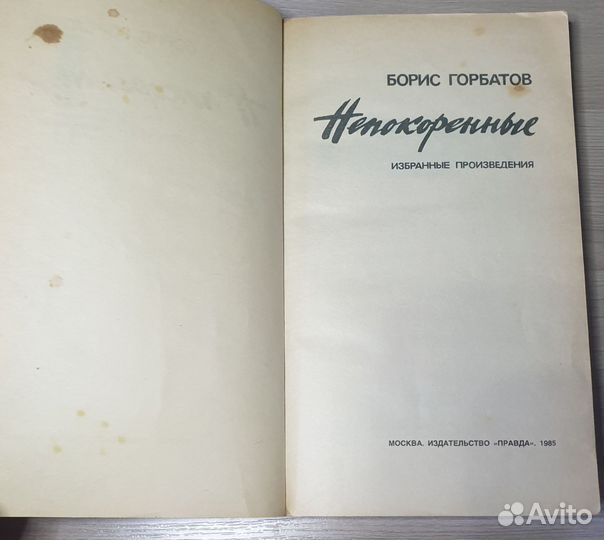 БОРИС ГОРБАТОВ
Непокоренные
ИЗБРАННЫЕ ПРОИЗВЕДЕНИЯ
МОСКВА. ИЗДАТЕЛЬСТВО «ПРАВДА». 1985
Avito